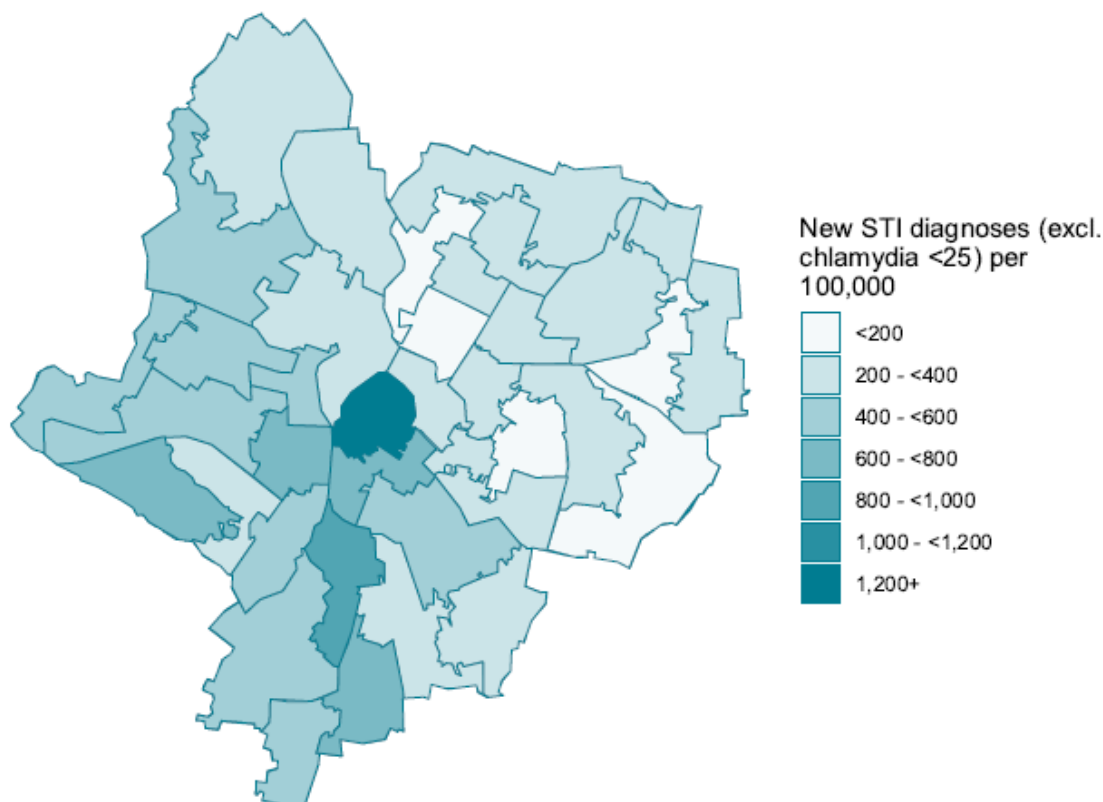 New STI diagnoses (excl.
chlamydia <25) per
100,000
<200
200 - <400
400 - <600
600 - <800
800 - <1,000
1,000 - <1,200
1,200+